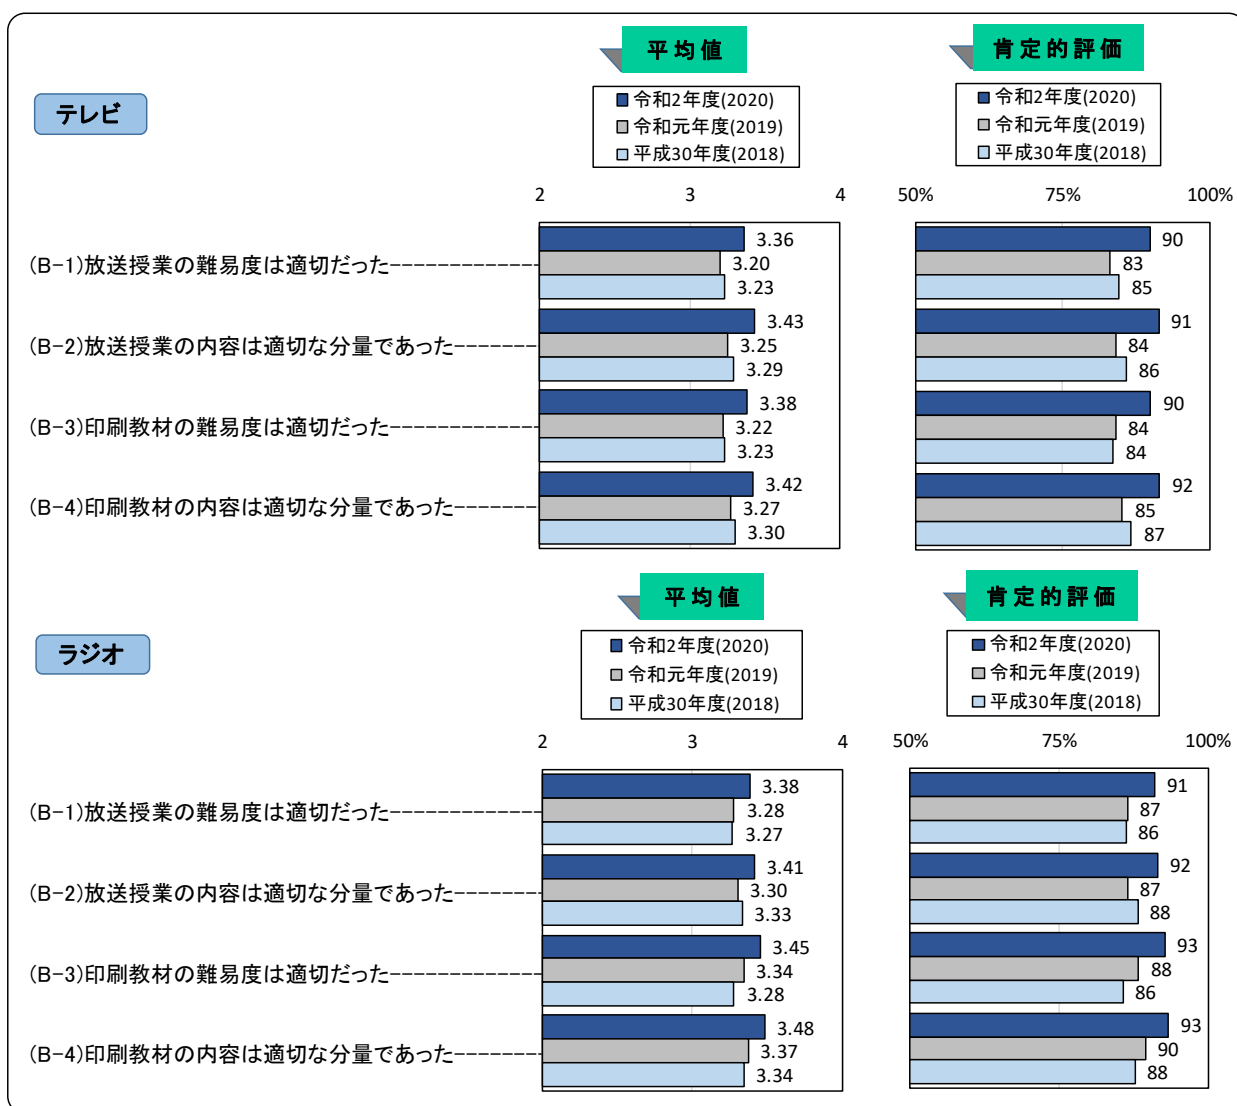 平均値
肯定的評価
テレビ
令和2年度(2020)
令和元年度(2019)
平成30年度(2018)
令和2年度(2020)
令和元年度(2019)
平成30年度(2018)
2 3 4
50% 75% 100%
(B-1)放送授業の難易度は適切だった
3.36
3.20
3.23
90
83
85
(B-2)放送授業の内容は適切な分量であった
3.43
3.25
3.29
91
84
86
(B-3)印刷教材の難易度は適切だった
3.38
3.22
3.23
90
84
84
(B-4)印刷教材の内容は適切な分量であった
3.42
3.27
3.30
92
85
87
平均値
肯定的評価
ラジオ
令和2年度(2020)
令和元年度(2019)
平成30年度(2018)
令和2年度(2020)
令和元年度(2019)
平成30年度(2018)
2 3 4
50% 75% 100%
(B-1)放送授業の難易度は適切だった
3.38
3.28
3.27
91
87
86
(B-2)放送授業の内容は適切な分量であった
3.41
3.30
3.33
92
87
88
(B-3)印刷教材の難易度は適切だった
3.45
3.34
3.28
93
88
86
(B-4)印刷教材の内容は適切な分量であった
3.48
3.37
3.34
93
90
88